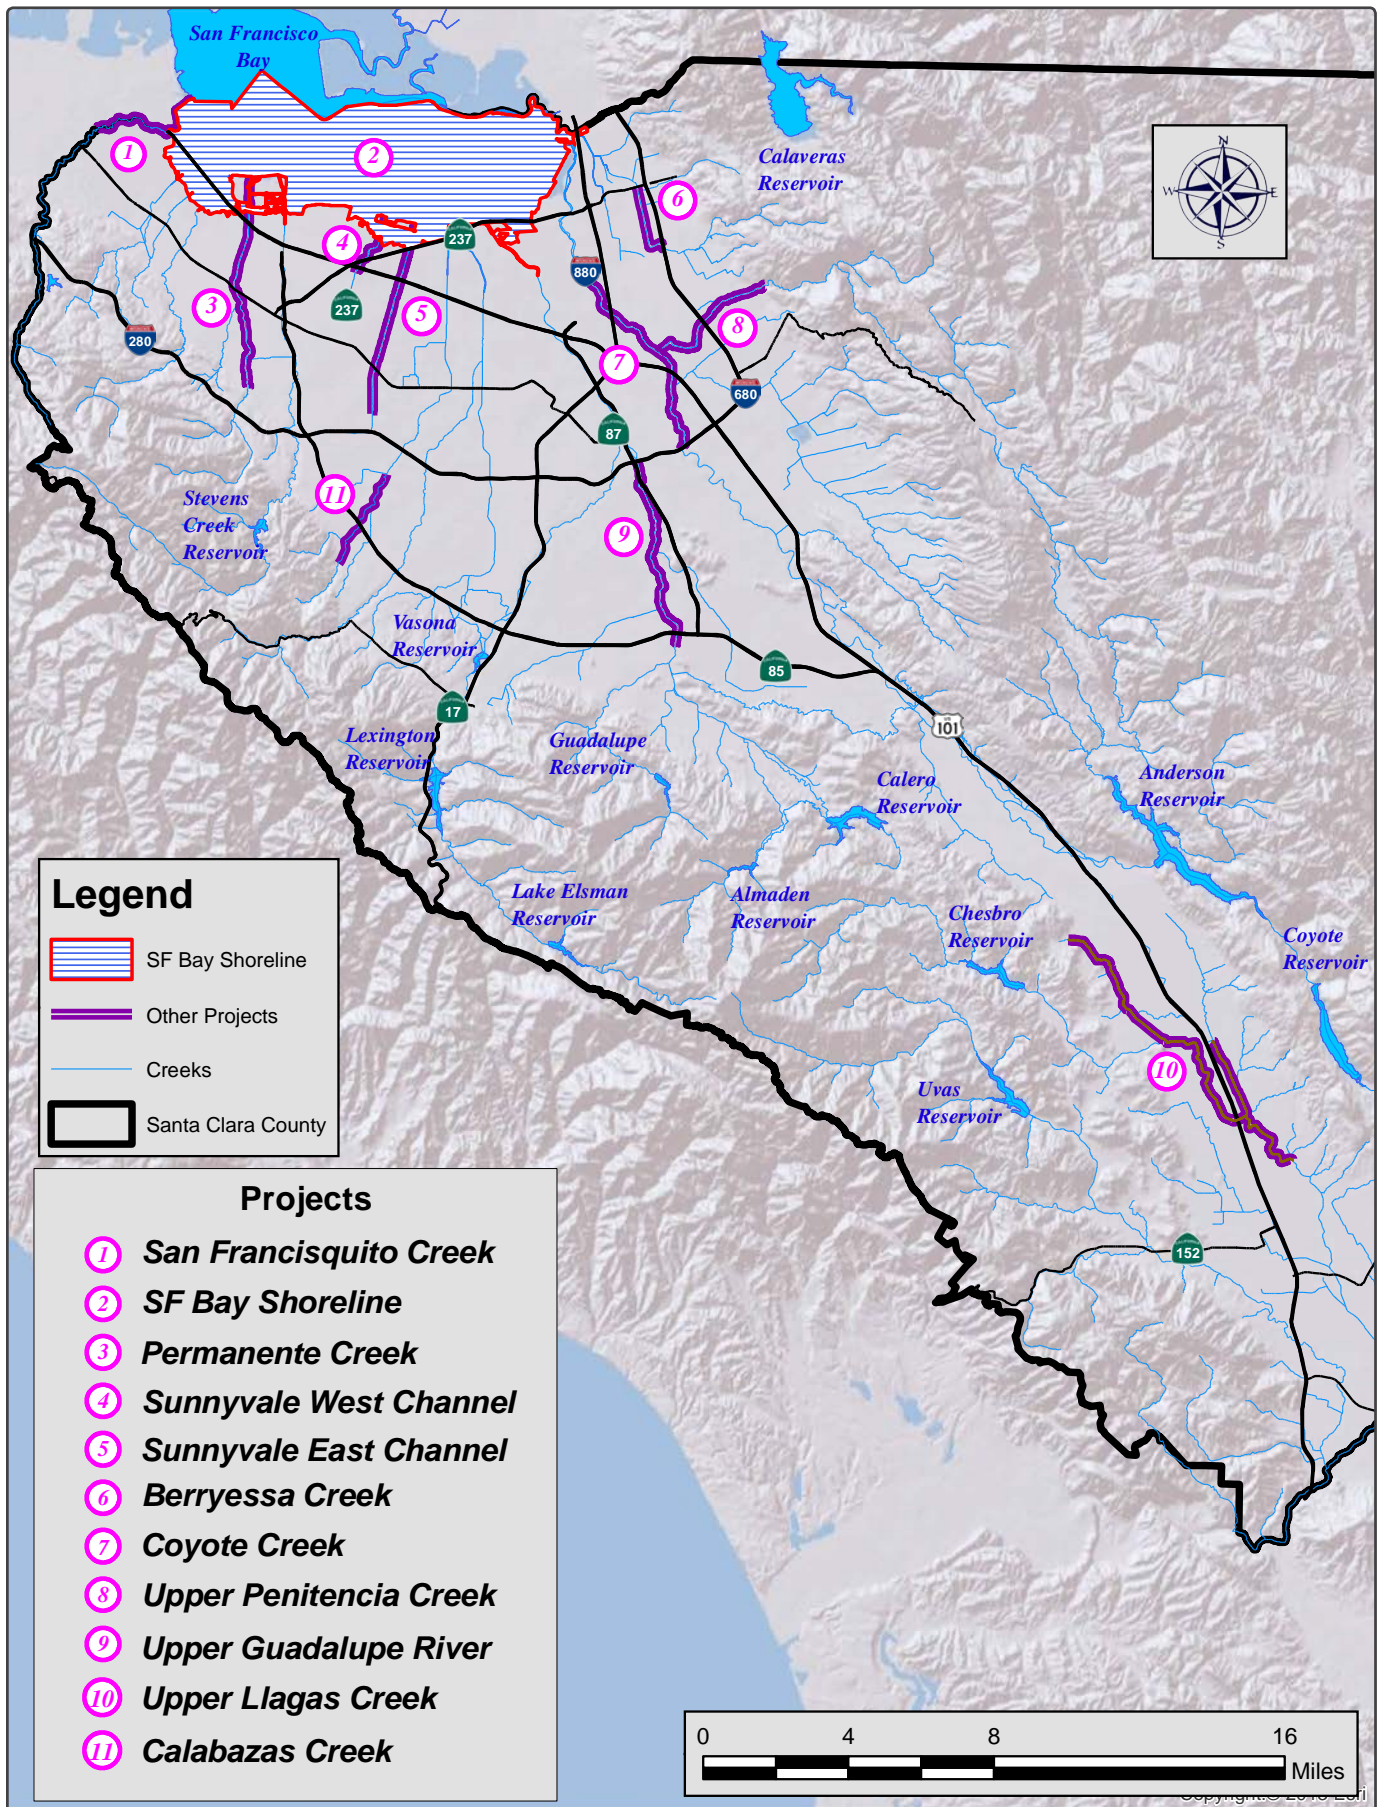 San Francisco
Bay
1
2
Calaveras
Reservoir
N
W
E
S
6
4
237
880
3
237
5
8
280
7
680
87
11
Stevens
Creek
Reservoir
9
Vasona
Reservoir
85
17
101
Lexington
Reservoir
Guadalupe
Reservoir
Calero
Reservoir
Anderson
Reservoir
Lake Elsman
Reservoir
Almaden
Reservoir
Chesbro
Reservoir
Coyote
Reservoir
Uvas
Reservoir
10
152
Legend
SF Bay Shoreline
Other Projects
Creeks
Santa Clara County
Projects
1 San Francisquito Creek
2 SF Bay Shoreline
3 Permanente Creek
4 Sunnyvale West Channel
5 Sunnyvale East Channel
6 Berryessa Creek
7 Coyote Creek
8 Upper Penitencia Creek
9 Upper Guadalupe River
10 Upper Llagas Creek
11 Calabazas Creek
0 4 8 16
Miles